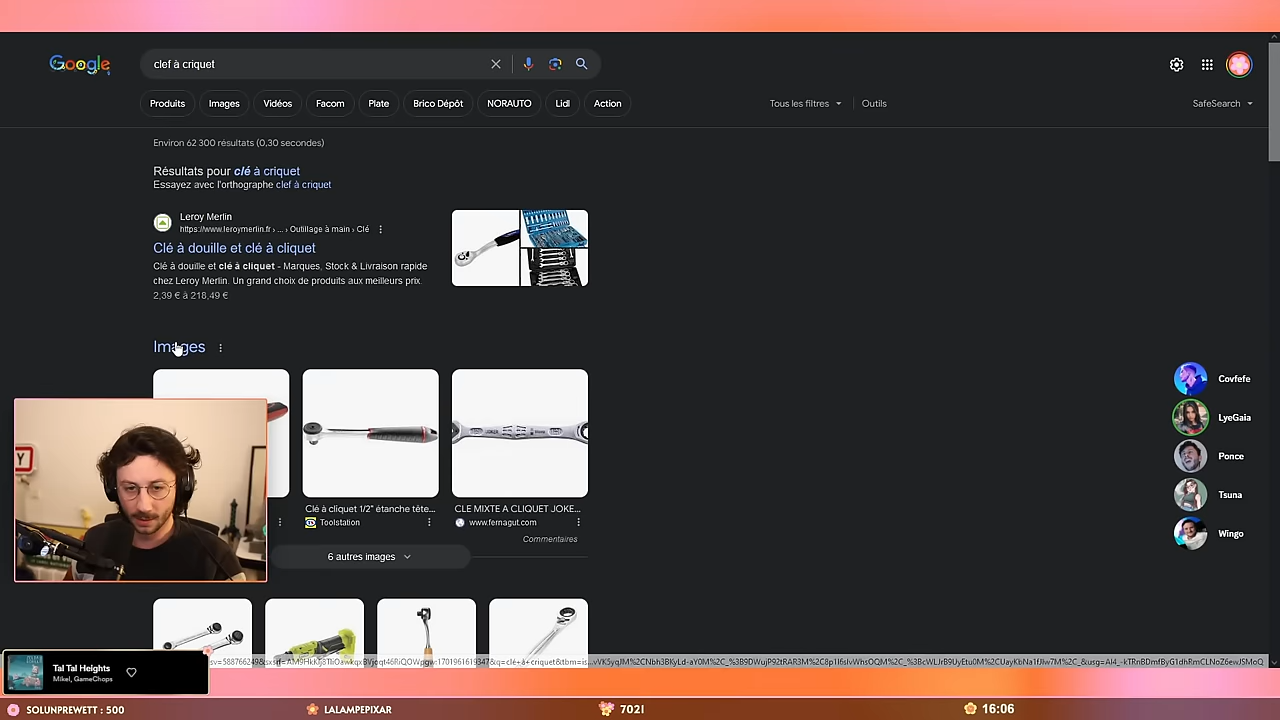 Google
clef à criquet
Produits
Images
Vidéos
Facom
Plate
Brico Dépôt
NORAUTO
Lidl
Action
Tous les filtres
Outils
SafeSearch
Environ 62 300 résultats (0,30 secondes)
Résultats pour clé à criquet
Essayez avec l'orthographe clef à criquet
Leroy Merlin
https://www.leroymerlin.fr › ... › Outillage à main › Clé
Clé à douille et clé à cliquet
Clé à douille et clé à cliquet - Marques, Stock & Livraison rapide
chez Leroy Merlin. Un grand choix de produits aux meilleurs prix.
2,39 € à 218,49 €
Images
Clé à cliquet 1/2" étanche tête...
Toolstation
CLE MIXTE A CLIQUET JOKE...
www.fernagut.com
Commentaires
6 autres images
Covfefe
LyeGaia
Ponce
Tsuna
Wingo
Tal Tal Heights
Mikel, GameChops
SOLUNPREWETT : 500
LALAMPEPIXAR
702!
16:06